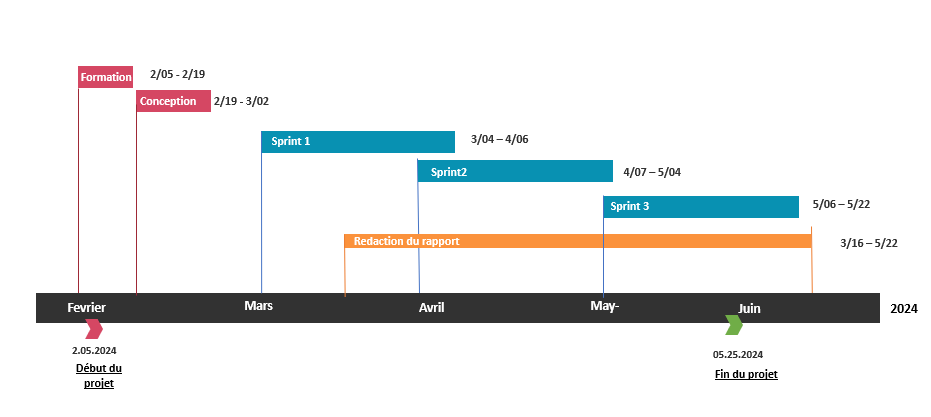 Formation
2/05 - 2/19
Conception
2/19 - 3/02
Sprint 1
3/04 – 4/06
Sprint2
4/07 – 5/04
Sprint 3
5/06 – 5/22
Redaction du rapport
3/16 – 5/22
Fevrier
Mars
Avril
May-
Juin
2024
2.05.2024
Début du
projet
05.25.2024
Fin du projet